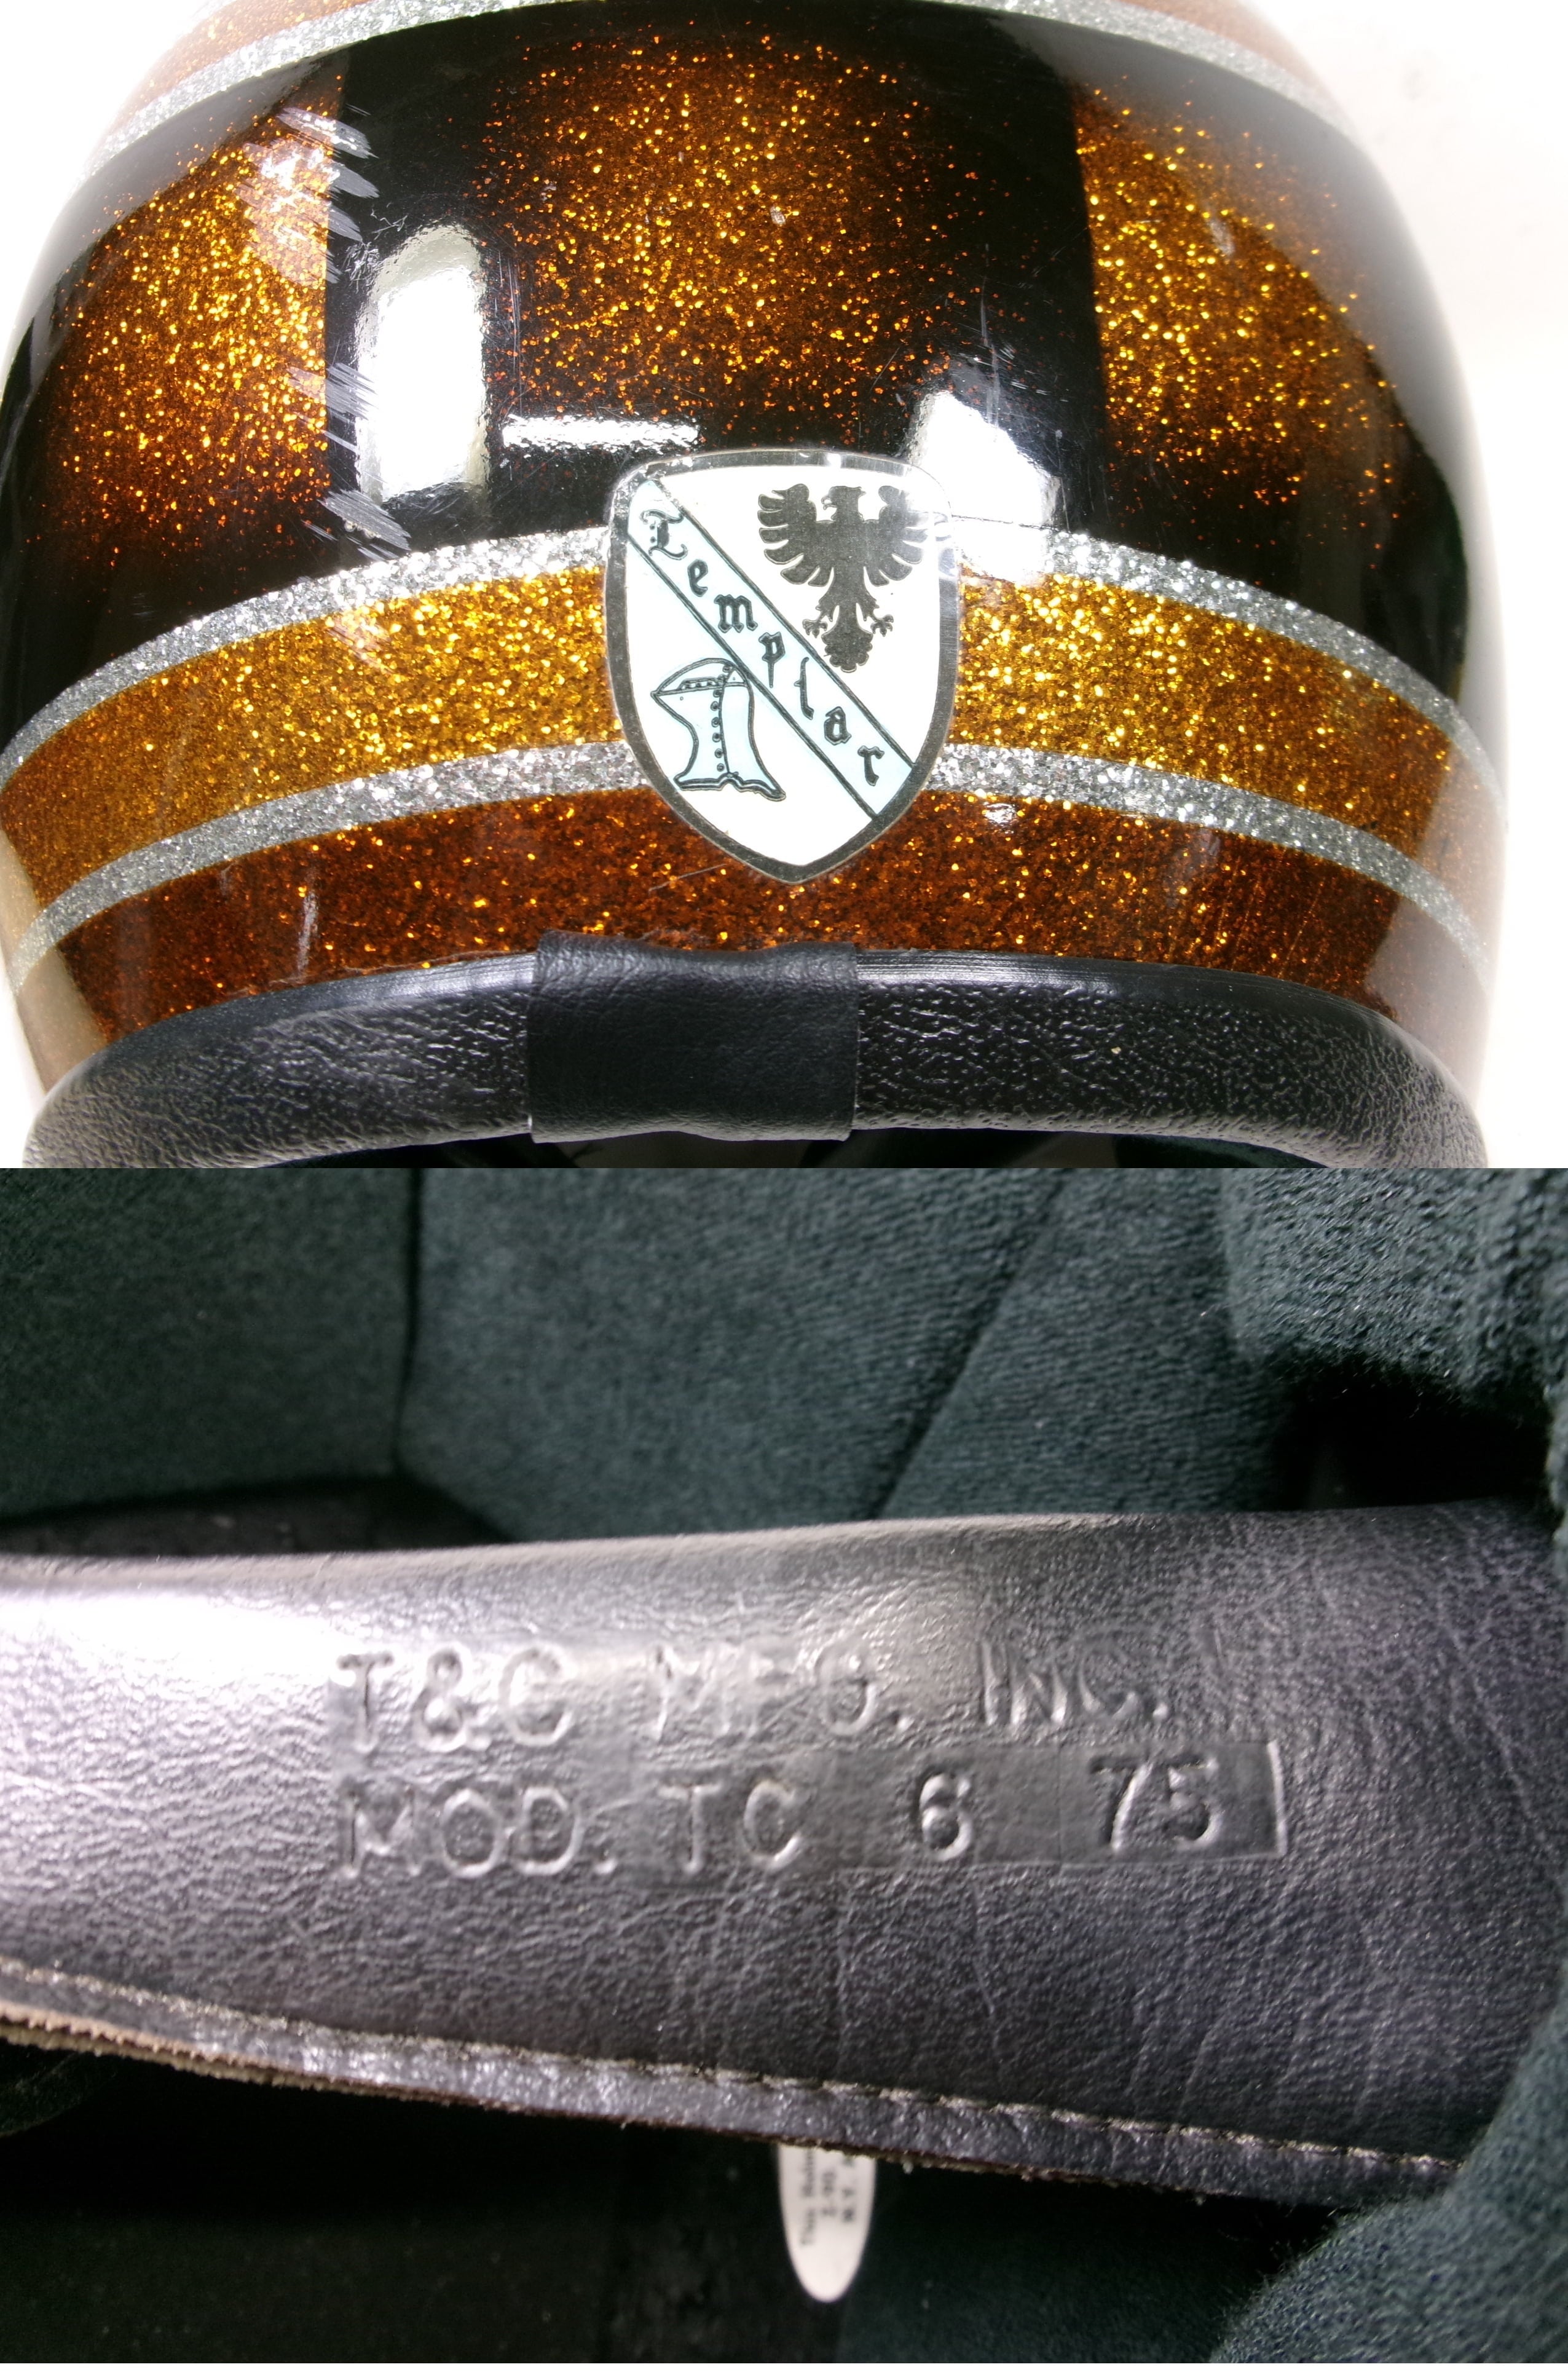 Templar
T&C MFG. INC.
MOD. TC 6 75